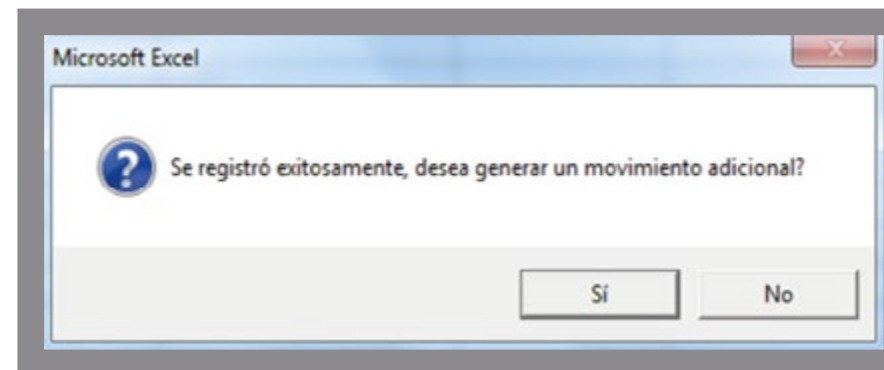 Microsoft Excel
Se registró exitosamente, desea generar un movimiento adicional?
Sí
No